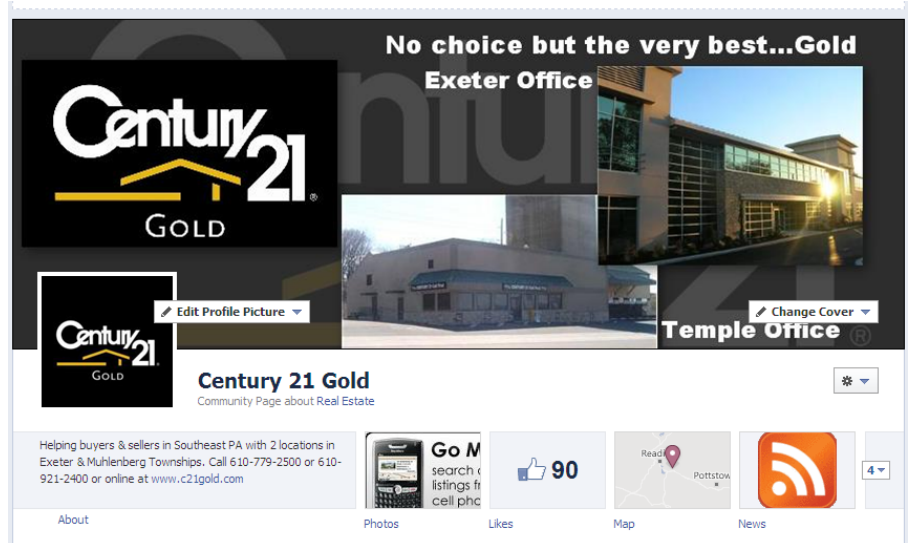 No choice but the very best...Gold
Exeter Office
Century 21®
GOLD
Temple Office ®
Edit Profile Picture
Change Cover
Century 21.
GOLD
Century 21 Gold
Community Page about Real Estate
Helping buyers & sellers in Southeast PA with 2 locations in
Exeter & Muhlenberg Townships. Call 610-779-2500 or 610-
921-2400 or online at www.c21gold.com
About
Go M
search
listings fr
cell phc
Photos
90
Likes
Read
Pottstow
Map
News
4